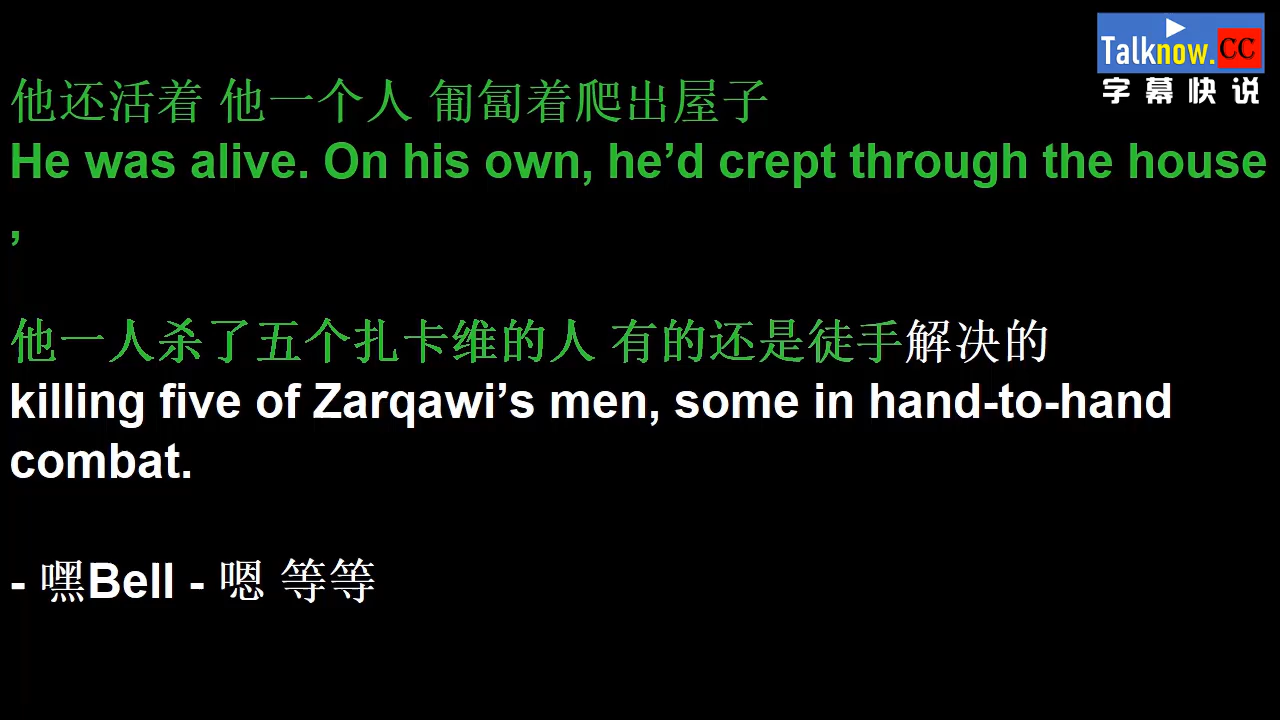 Talknow.CC
字幕快说
他还活着 他一个人 匍匐着爬出屋子
He was alive. On his own, he’d crept through the house
,
他一人杀了五个扎卡维的人 有的还是徒手解决的
killing five of Zarqawi’s men, some in hand-to-hand
combat.
- 嘿Bell - 嗯 等等